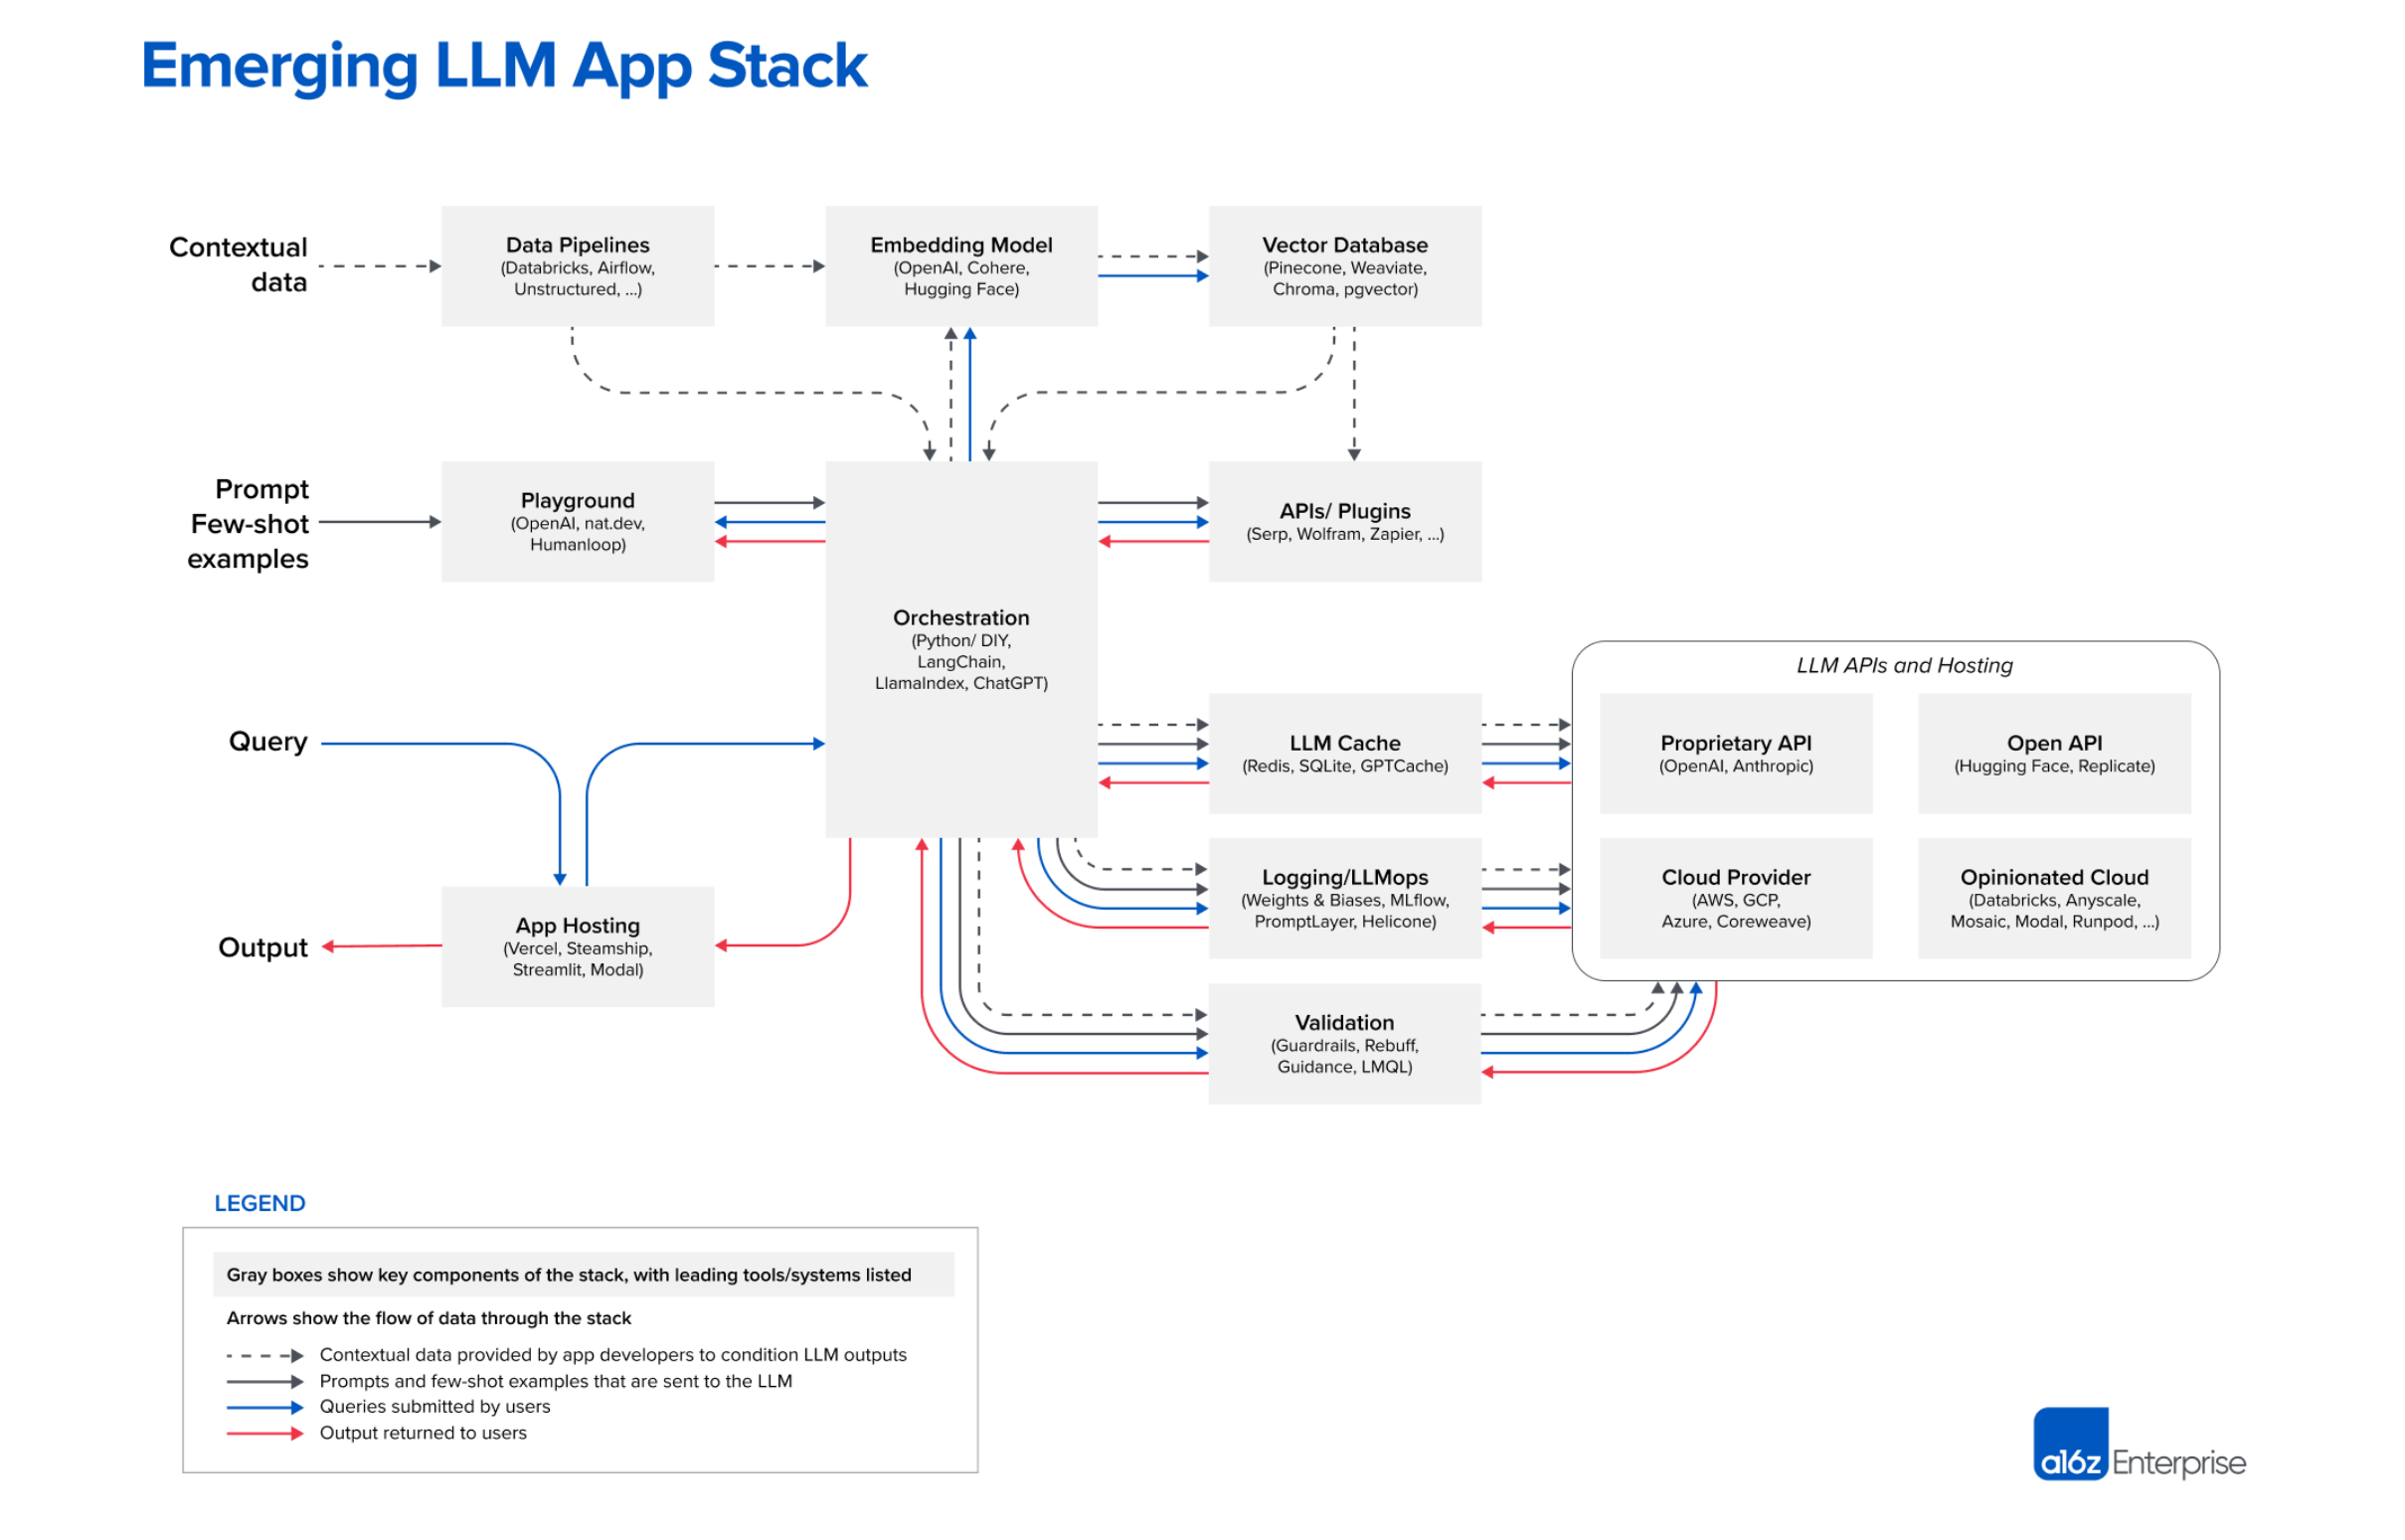 Emerging LLM App Stack
Contextual
data
Data Pipelines
(Databricks, Airflow,
Unstructured, ...)
Embedding Model
(OpenAI, Cohere,
Hugging Face)
Vector Database
(Pinecone, Weaviate,
Chroma, pgvector)
Prompt
Few-shot
examples
Playground
(OpenAI, nat.dev,
Humanloop)
Orchestration
(Python/ DIY,
LangChain,
LlamaIndex, ChatGPT)
APIs/ Plugins
(Serp, Wolfram, Zapier, ...)
Query
LLM Cache
(Redis, SQLite, GPTCache)
LLM APIs and Hosting
Proprietary API
(OpenAI, Anthropic)
Open API
(Hugging Face, Replicate)
Output
App Hosting
(Vercel, Steamship,
Streamlit, Modal)
Logging/LLMops
(Weights & Biases, MLflow,
PromptLayer, Helicone)
Cloud Provider
(AWS, GCP,
Azure, Coreweave)
Opinionated Cloud
(Databricks, Anyscale,
Mosaic, Modal, Runpod, ...)
Validation
(Guardrails, Rebuff,
Guidance, LMQL)
LEGEND
Gray boxes show key components of the stack, with leading tools/systems listed
Arrows show the flow of data through the stack
Contextual data provided by app developers to condition LLM outputs
Prompts and few-shot examples that are sent to the LLM
Queries submitted by users
Output returned to users
a16z Enterprise